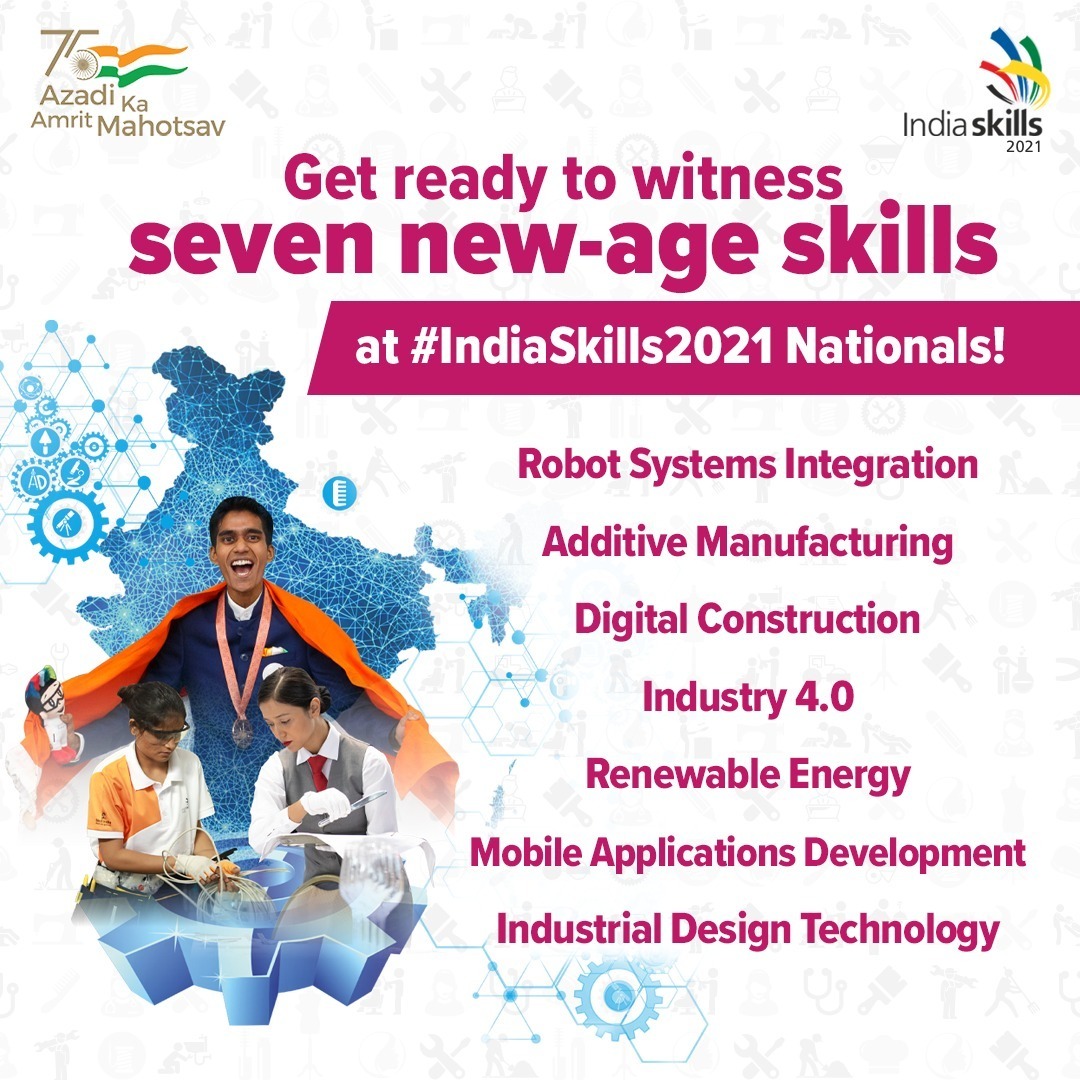 75
Azadi Ka
Amrit Mahotsav
India skills
2021
Get ready to witness
seven new-age skills
at #IndiaSkills2021 Nationals!
Robot Systems Integration
Additive Manufacturing
Digital Construction
Industry 4.0
Renewable Energy
Mobile Applications Development
Industrial Design Technology
AD